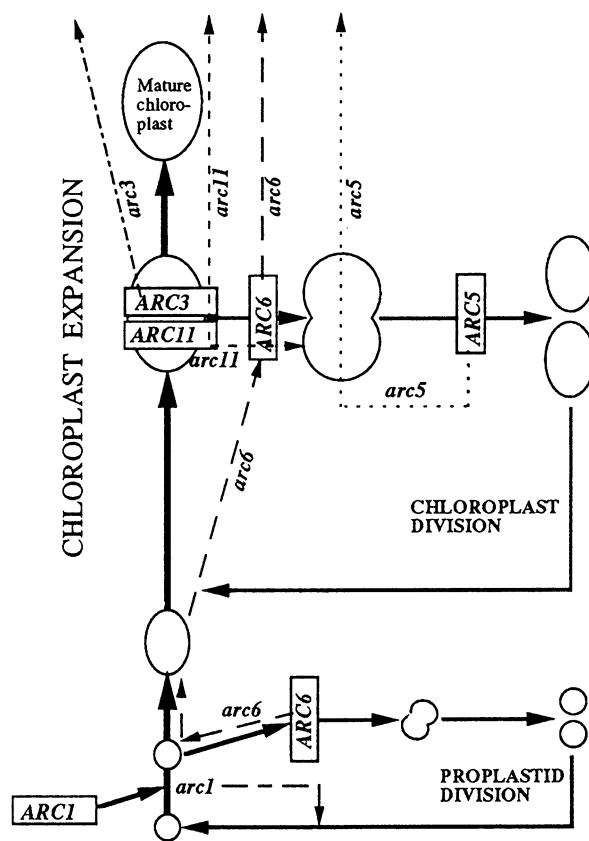 Mature
chloro-
plast
arc3
arc11
arc6
arc5
CHLOROPLAST EXPANSION
ARC3
ARC11
ARC6
ARC5
arc11
arc5
arc6
CHLOROPLAST
DIVISION
arc6
ARC6
arc1
ARC1
PROPLASTID
DIVISION